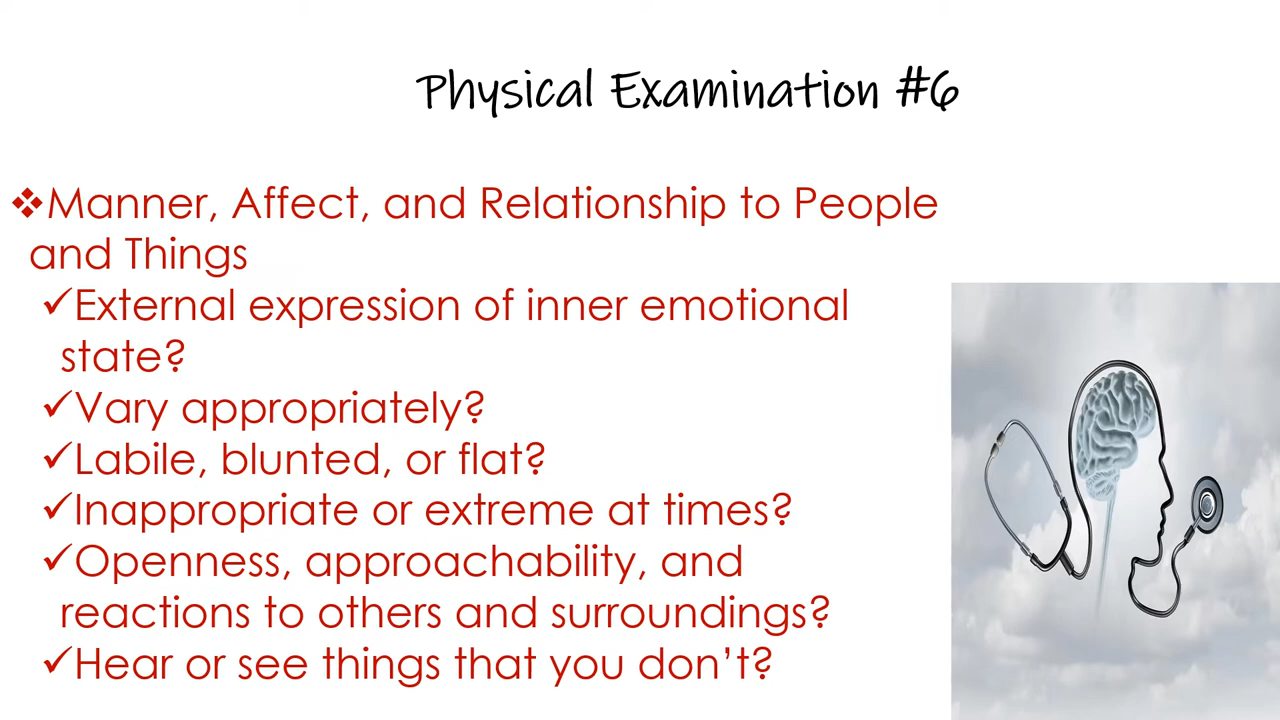 Physical Examination #6
❖Manner, Affect, and Relationship to People
and Things
✓External expression of inner emotional
state?
✓Vary appropriately?
✓Labile, blunted, or flat?
✓Inappropriate or extreme at times?
✓Openness, approachability, and
reactions to others and surroundings?
✓Hear or see things that you don’t?